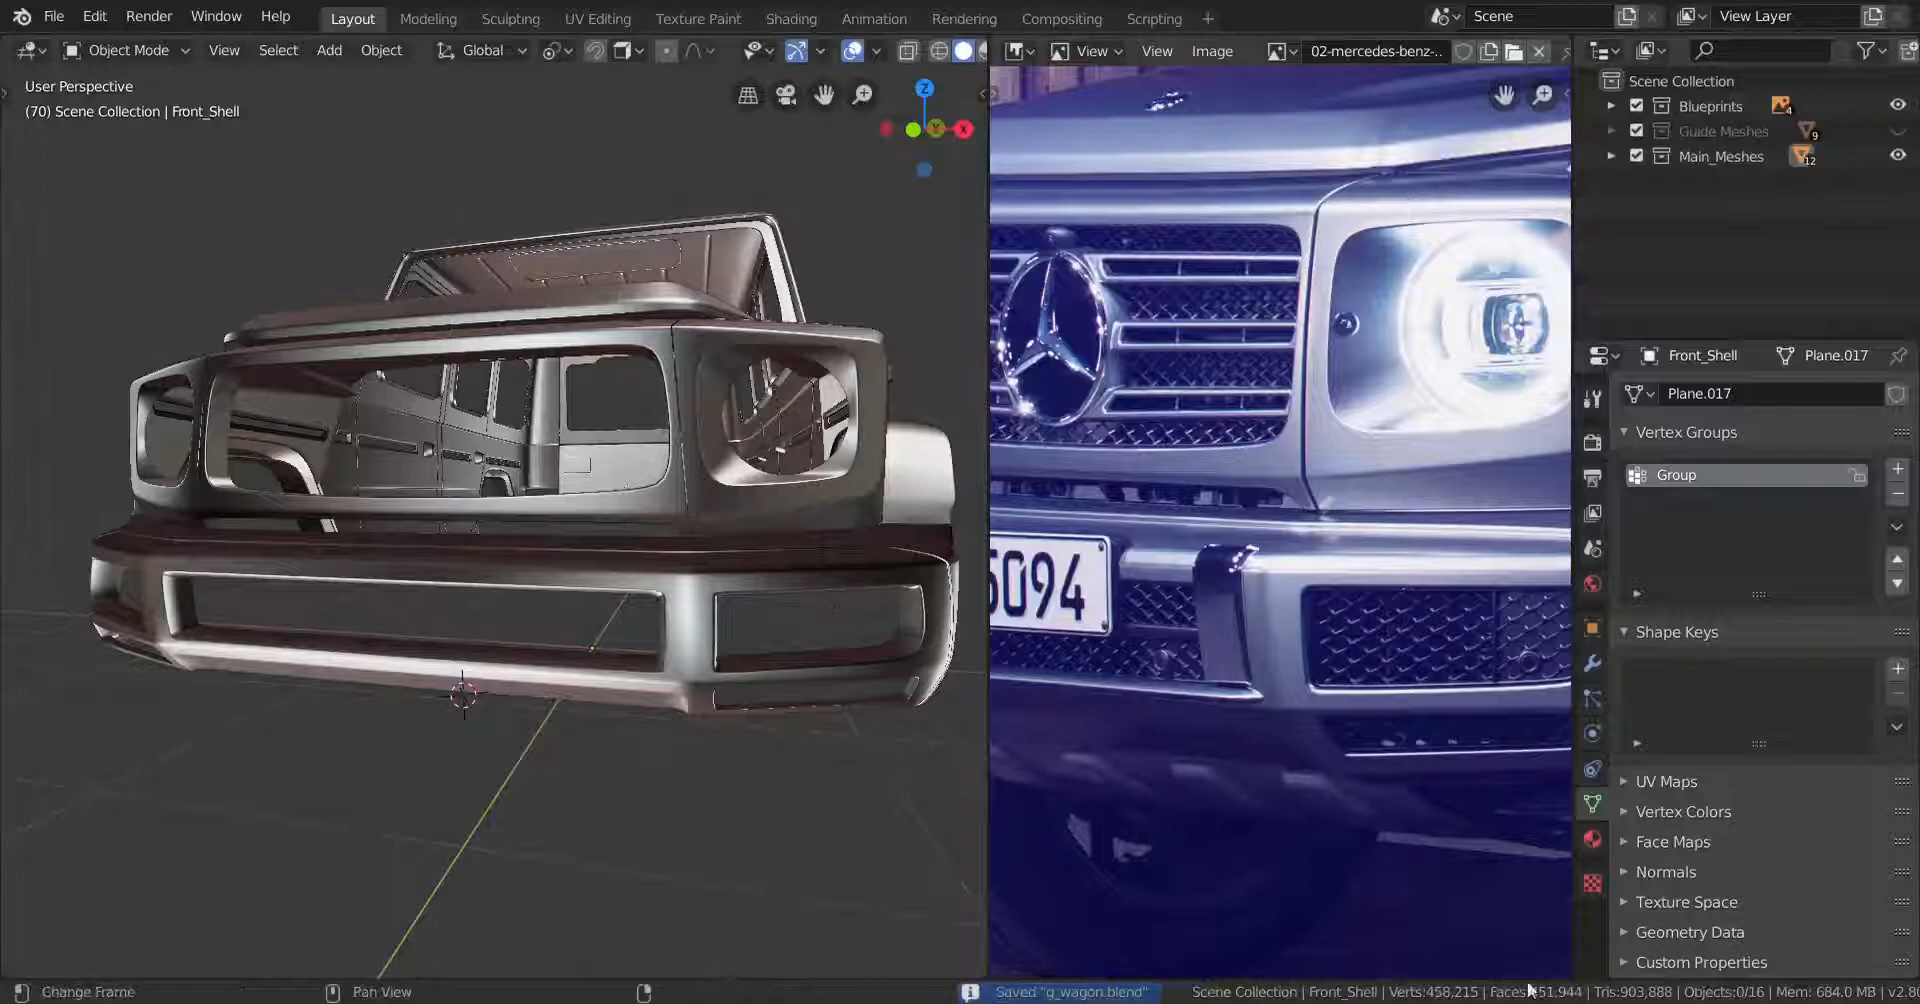 File Edit Render Window Help
Layout Modeling Sculpting UV Editing Texture Paint Shading Animation Rendering Compositing Scripting +
Scene
View Layer
Object Mode View Select Add Object Global
View View Image 02-mercedes-benz-..
User Perspective
(70) Scene Collection | Front_Shell
Z
Y
X
5094
Scene Collection
Blueprints 4
Guide Meshes 9
Main_Meshes 12
Front_Shell Plane.017
Plane.017
Vertex Groups
Group
Shape Keys
UV Maps
Vertex Colors
Face Maps
Normals
Texture Space
Geometry Data
Custom Properties
Change Frame
Pan View
Saved "g_wagon.blend"
Scene Collection | Front_Shell | Verts:458,215 | Faces:451,944 | Tris:903,888 | Objects:0/16 | Mem: 684.0 MB | v2.8